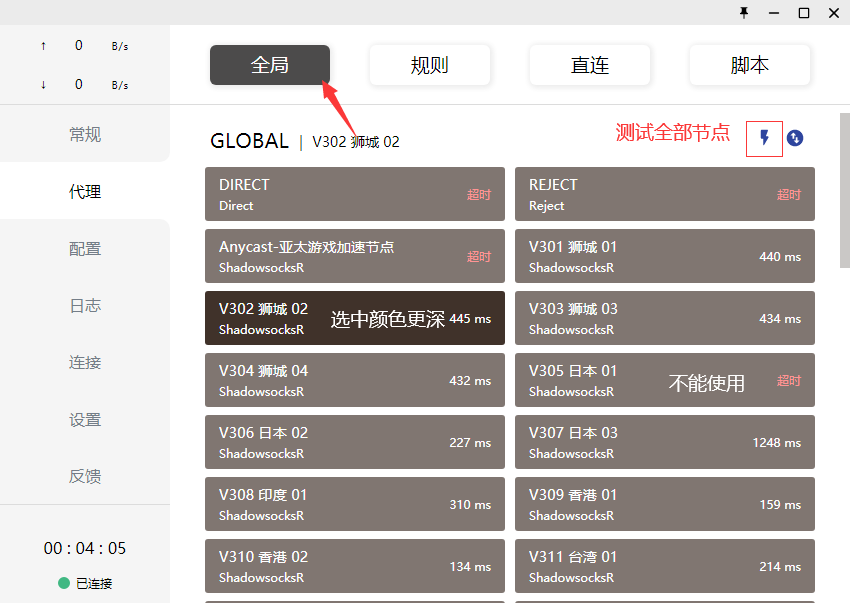 ↑ 0 B/s
↓ 0 B/s
常规
代理
配置
日志
连接
设置
反馈
00 : 04 : 05
已连接
全局 规则 直连 脚本
GLOBAL | V302 狮城 02
测试全部节点
DIRECT
Direct
超时
REJECT
Reject
超时
Anycast-亚太游戏加速节点
ShadowsocksR
超时
V301 狮城 01
ShadowsocksR
440 ms
V302 狮城 02
ShadowsocksR
选中颜色更深
445 ms
V303 狮城 03
ShadowsocksR
434 ms
V304 狮城 04
ShadowsocksR
432 ms
V305 日本 01
ShadowsocksR
不能使用
超时
V306 日本 02
ShadowsocksR
227 ms
V307 日本 03
ShadowsocksR
1248 ms
V308 印度 01
ShadowsocksR
310 ms
V309 香港 01
ShadowsocksR
159 ms
V310 香港 02
ShadowsocksR
134 ms
V311 台湾 01
ShadowsocksR
214 ms